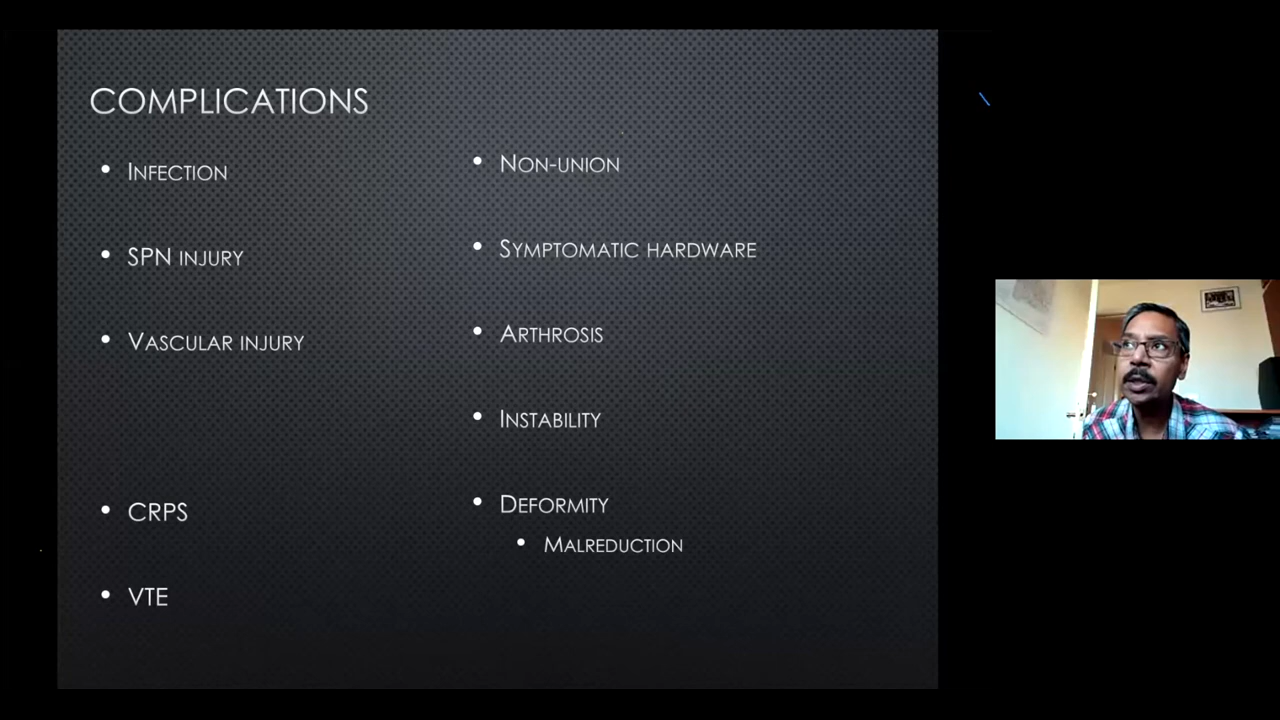 COMPLICATIONS
INFECTION
SPN INJURY
VASCULAR INJURY
CRPS
VTE
NON-UNION
SYMPTOMATIC HARDWARE
ARTHROSIS
INSTABILITY
DEFORMITY
MALREDUCTION